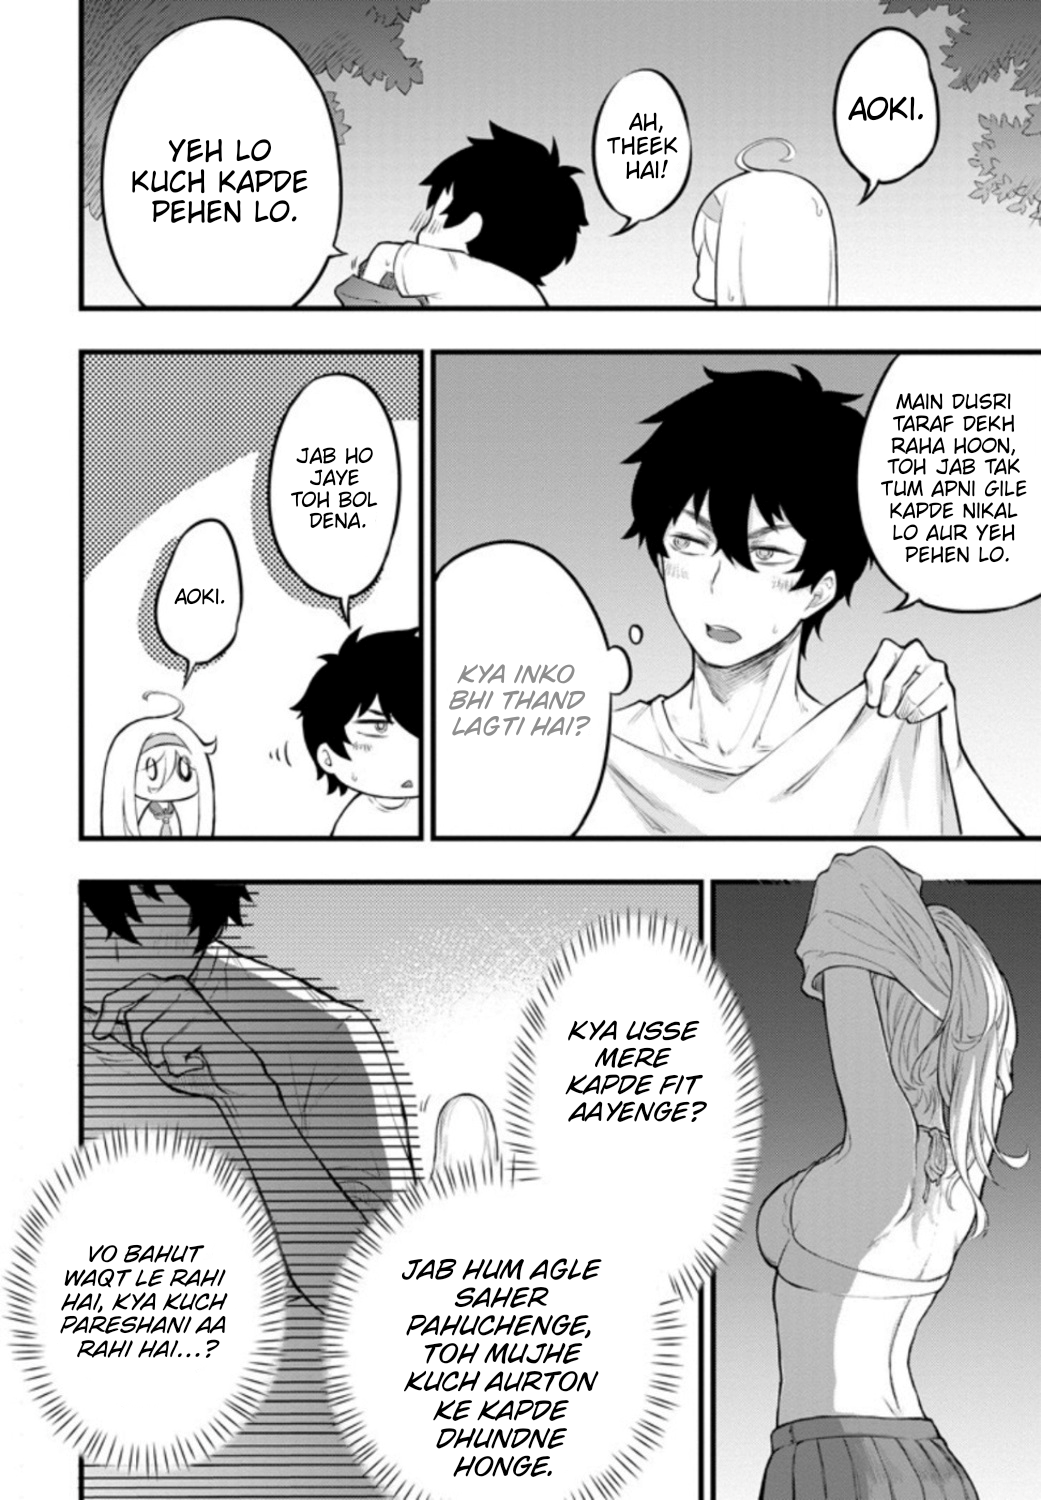 AOKI.
AH,
THEEK
HAI!
YEH LO
KUCH KAPDE
PEHEN LO.
MAIN DUSRI
TARAF DEKH
RAHA HOON,
TOH JAB TAK
TUM APNI GILE
KAPDE NIKAL
LO AUR YEH
PEHEN LO.
KYA INKO
BHI THAND
LAGTI HAI?
JAB HO
JAYE
TOH BOL
DENA.
AOKI.
KYA USSE
MERE
KAPDE FIT
AAYENGE?
JAB HUM AGLE
SAHER
PAHUCHENGE,
TOH MUJHE
KUCH AURTON
KE KAPDE
DHUNDNE
HONGE.
VO BAHUT
WAQT LE RAHI
HAI, KYA KUCH
PARESHANI AA
RAHI HAI...?